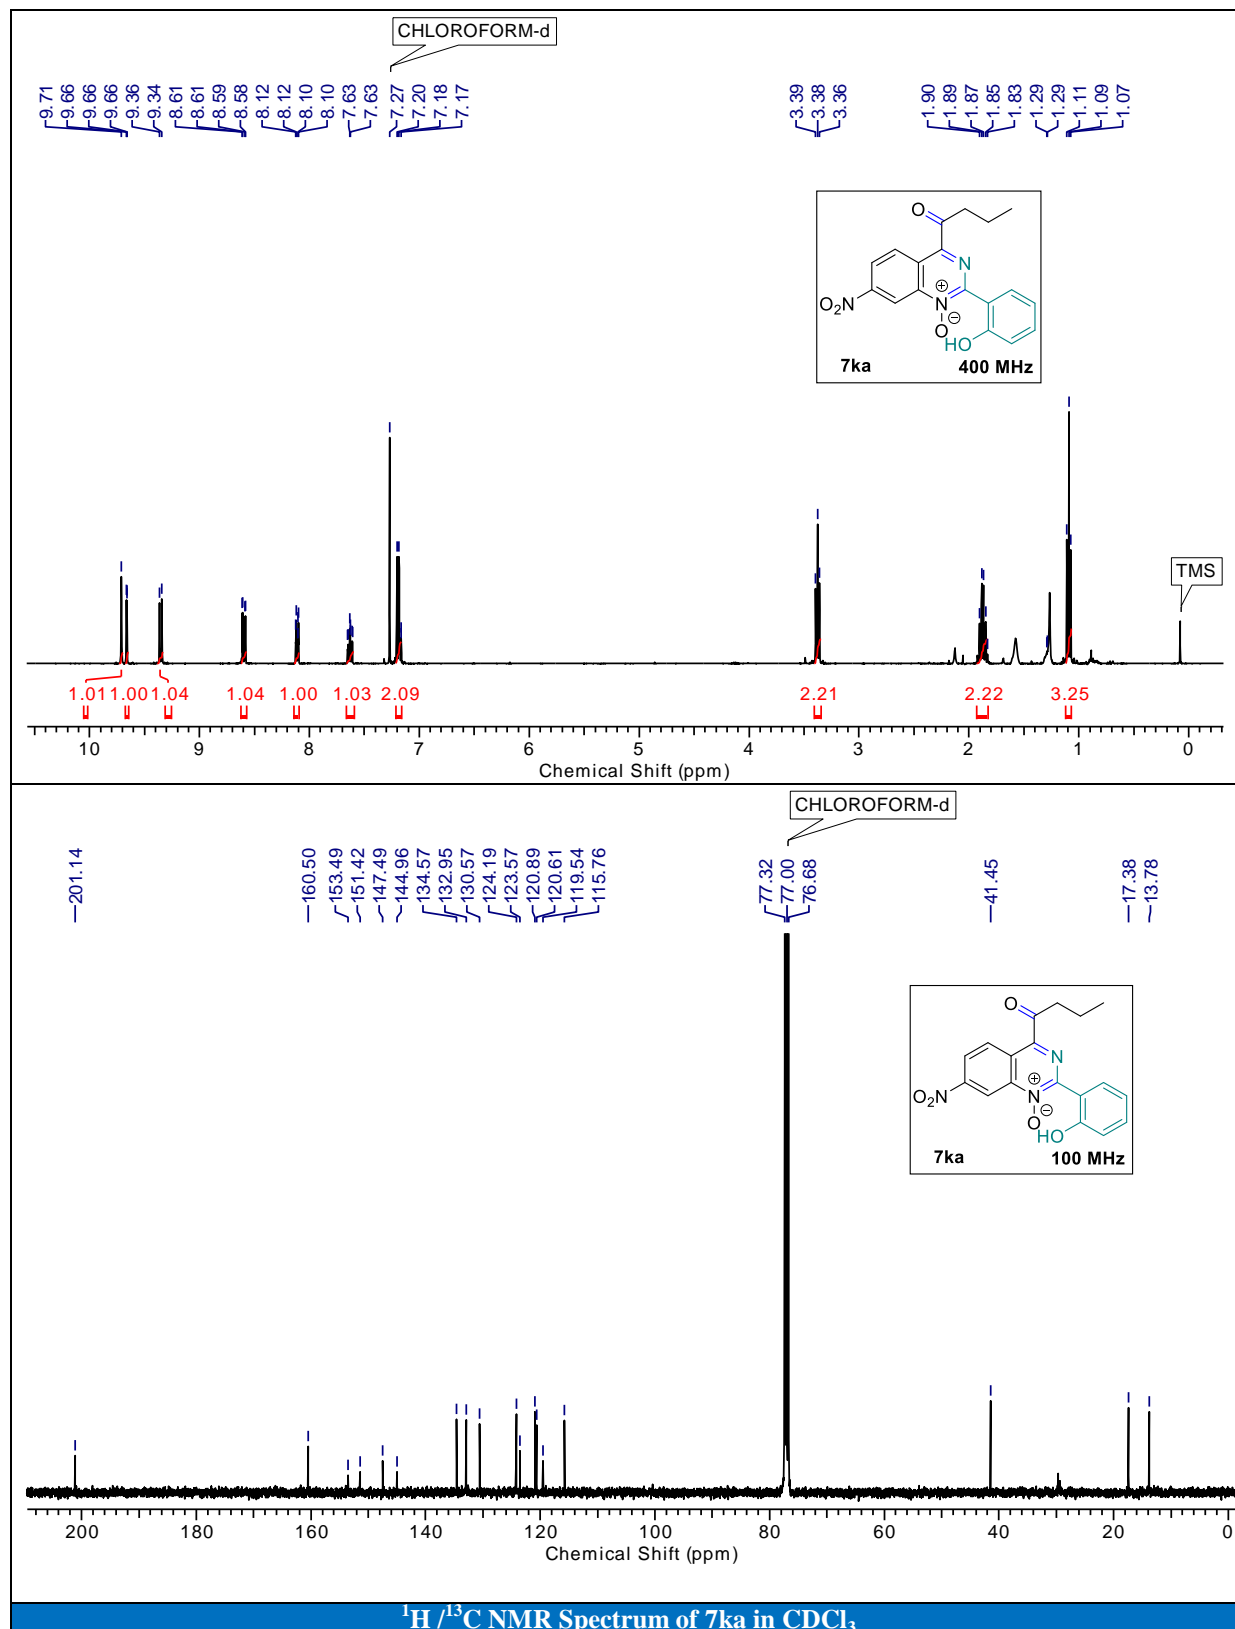 CHLOROFORM-d
9.71 9.66 9.66 9.66 9.36 9.34 8.61 8.61 8.59 8.58 8.12 8.12 8.10 8.10 7.63 7.63 7.27 7.20 7.18 7.17 3.39 3.38 3.36 1.90 1.89 1.87 1.85 1.83 1.29 1.29 1.11 1.09 1.07
O
N
O₂N
N
⊕
O
⊖
HO
7ka 400 MHz
TMS
1.01 1.00 1.04 1.04 1.00 1.03 2.09 2.21 2.22 3.25
10 9 8 7 6 5 4 3 2 1 0
Chemical Shift (ppm)
CHLOROFORM-d
201.14 160.50 153.49 151.42 147.49 144.96 134.57 132.95 130.57 124.19 123.57 120.89 120.61 119.54 115.76 77.32 77.00 76.68 41.45 17.38 13.78
O
N
O₂N
N
⊕
O
⊖
HO
7ka 100 MHz
200 180 160 140 120 100 80 60 40 20 0
Chemical Shift (ppm)
¹H /¹³C NMR Spectrum of 7ka in CDCl₃